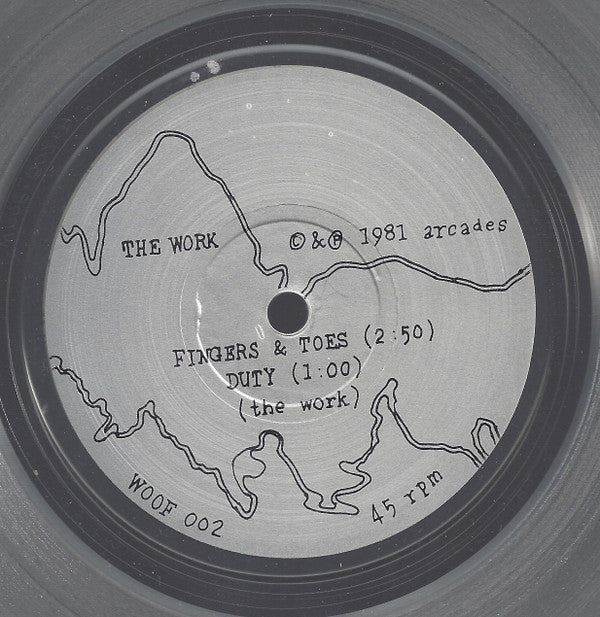 THE WORK
©&℗ 1981 arcades
FINGERS & TOES (2:50)
DUTY (1:00)
(the work)
WOOF 002
45 rpm